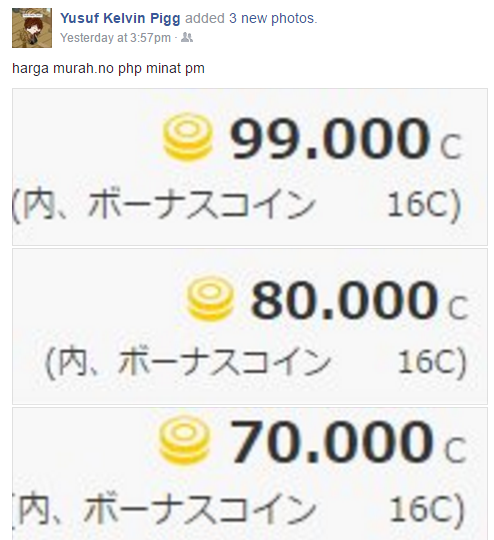 Yusuf Kelvin Pigg added 3 new photos.
Yesterday at 3:57pm ·
harga murah.no php minat pm
99.000 C
(内、ボーナスコイン 16C)
80.000 C
(内、ボーナスコイン 16C)
70.000 C
(内、ボーナスコイン 16C)